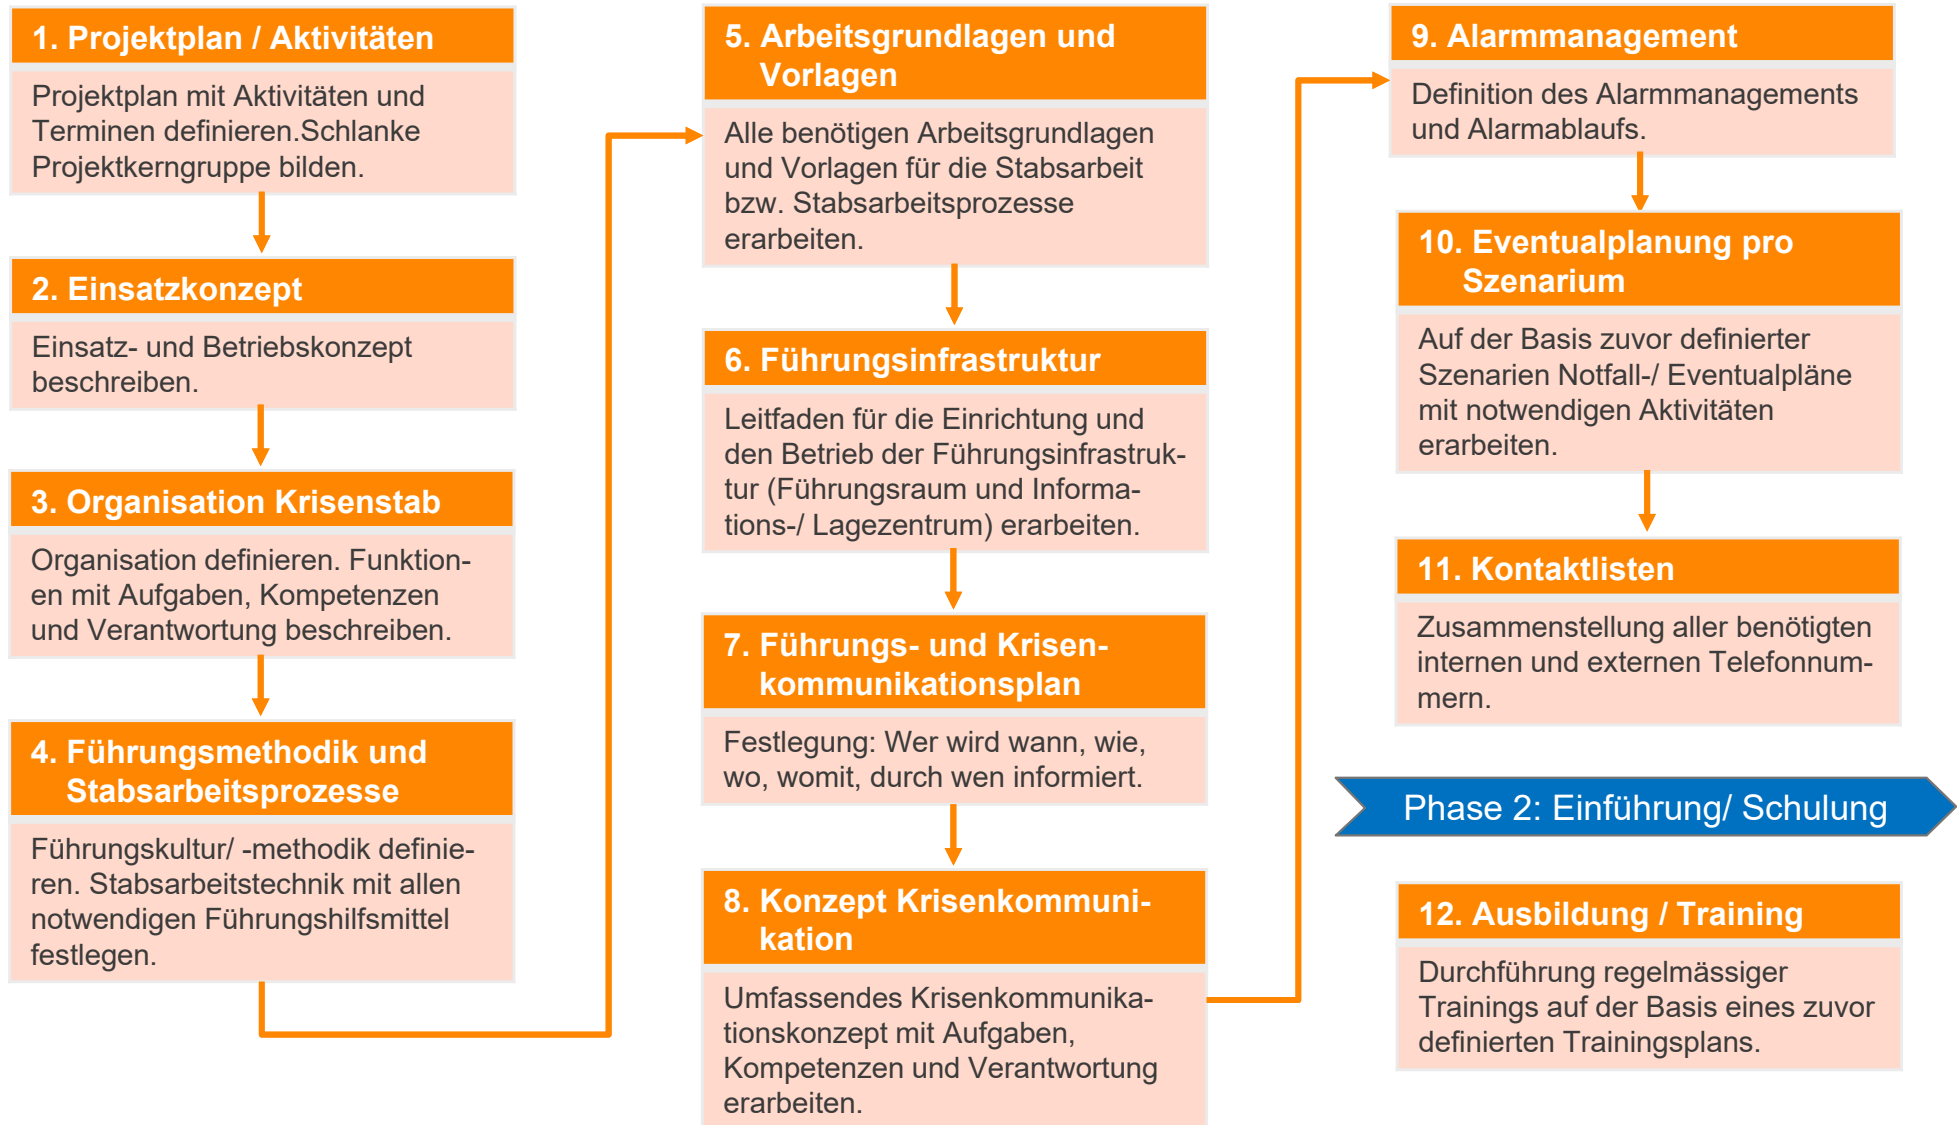 1. Projektplan / Aktivitäten
Projektplan mit Aktivitäten und
Terminen definieren.Schlanke
Projektkerngruppe bilden.
2. Einsatzkonzept
Einsatz- und Betriebskonzept
beschreiben.
3. Organisation Krisenstab
Organisation definieren. Funktion-
en mit Aufgaben, Kompetenzen
und Verantwortung beschreiben.
4. Führungsmethodik und
Stabsarbeitsprozesse
Führungskultur/ -methodik definie-
ren. Stabsarbeitstechnik mit allen
notwendigen Führungshilfsmittel
festlegen.
5. Arbeitsgrundlagen und
Vorlagen
Alle benötigen Arbeitsgrundlagen
und Vorlagen für die Stabsarbeit
bzw. Stabsarbeitsprozesse
erarbeiten.
6. Führungsinfrastruktur
Leitfaden für die Einrichtung und
den Betrieb der Führungsinfrastruk-
tur (Führungsraum und Informa-
tions-/ Lagezentrum) erarbeiten.
7. Führungs- und Krisen-
kommunikationsplan
Festlegung: Wer wird wann, wie,
wo, womit, durch wen informiert.
8. Konzept Krisenkommuni-
kation
Umfassendes Krisenkommunika-
tionskonzept mit Aufgaben,
Kompetenzen und Verantwortung
erarbeiten.
9. Alarmmanagement
Definition des Alarmmanagements
und Alarmablaufs.
10. Eventualplanung pro
Szenarium
Auf der Basis zuvor definierter
Szenarien Notfall-/ Eventualpläne
mit notwendigen Aktivitäten
erarbeiten.
11. Kontaktlisten
Zusammenstellung aller benötigten
internen und externen Telefonnum-
mern.
Phase 2: Einführung/ Schulung
12. Ausbildung / Training
Durchführung regelmässiger
Trainings auf der Basis eines zuvor
definierten Trainingsplans.